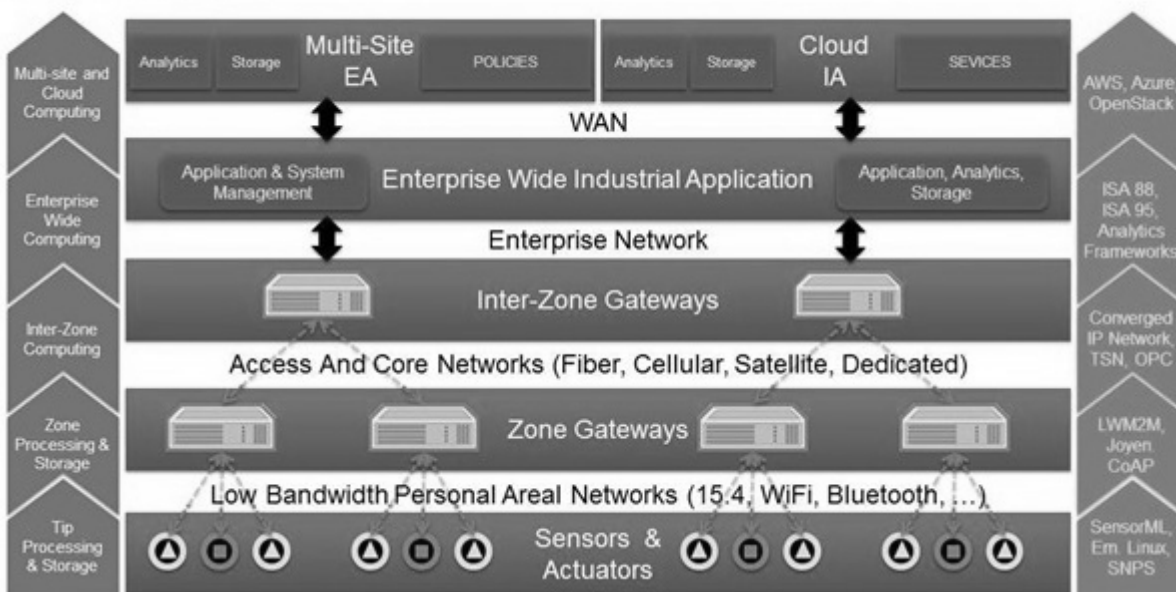 Multi-site and
Cloud
Computing
Analytics
Storage
Multi-Site
EA
POLICIES
Analytics
Storage
Cloud
IA
SEVICES
AWS, Azure,
OpenStack
WAN
Enterprise
Wide
Computing
Application & System
Management
Enterprise Wide Industrial Application
Application, Analytics,
Storage
ISA 88,
ISA 95,
Analytics
Frameworks
Enterprise Network
Inter-Zone
Computing
Inter-Zone Gateways
Converged
IP Network,
TSN, OPC
Access And Core Networks (Fiber, Cellular, Satellite, Dedicated)
Zone
Processing &
Storage
Zone Gateways
LWM2M,
Joyen
CoAP
Low Bandwidth Personal Areal Networks (15.4, WiFi, Bluetooth, ...)
Tip
Processing
& Storage
Sensors &
Actuators
SensorML,
Em. Linux,
SNPS